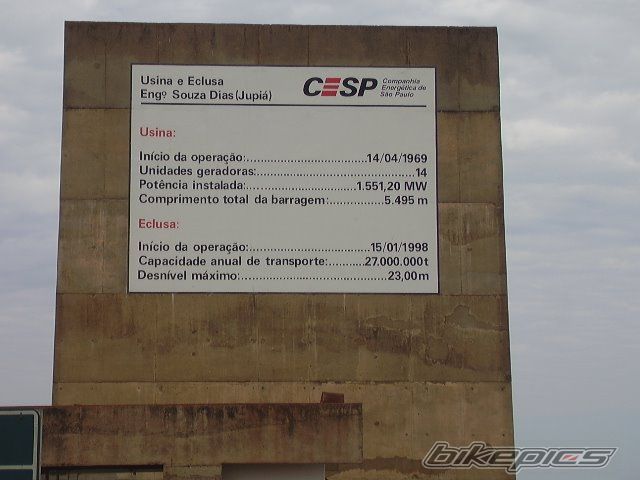 Usina e Eclusa
Engº Souza Dias (Jupiá)
CESP
Companhia
Energética de
São Paulo
Usina:
Início da operação:..................................14/04/1969
Unidades geradoras:............................................14
Potência instalada:...............................1.551,20 MW
Comprimento total da barragem:...............5.495 m
Eclusa:
Início da operação:..................................15/01/1998
Capacidade anual de transporte:..........27.000.000t
Desnível máximo:.........................................23,00m
bikepics